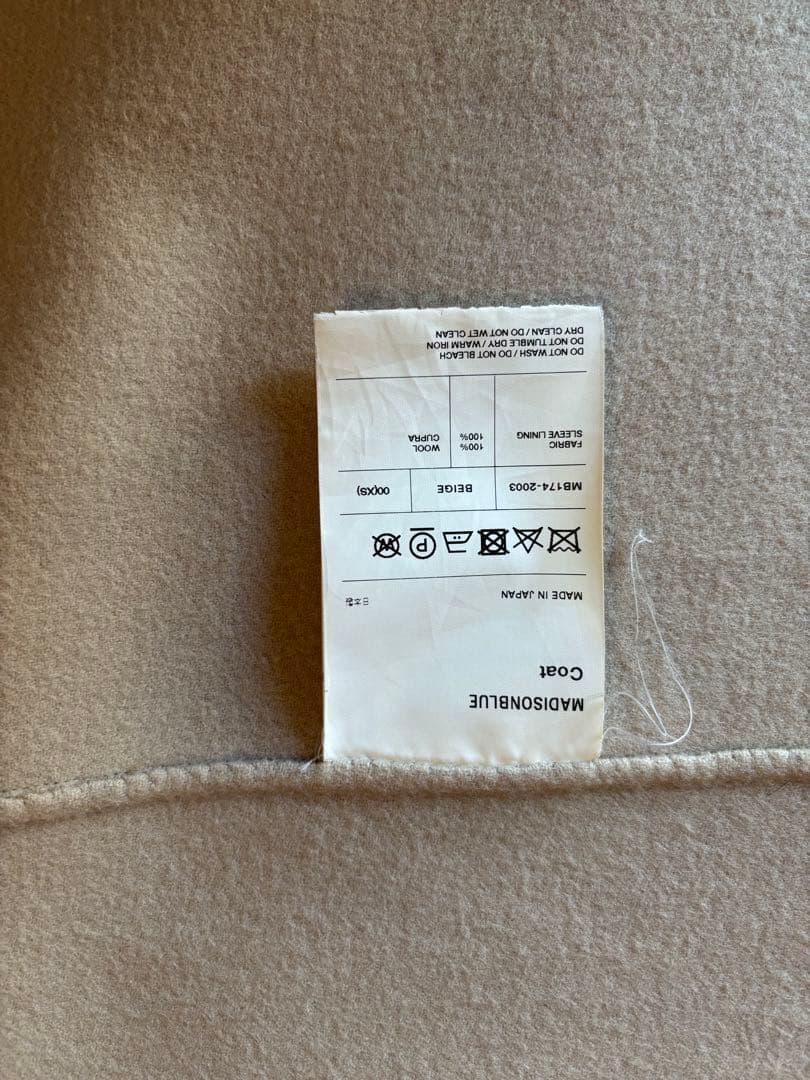 MADISONBLUE
Coat
MADE IN JAPAN 日本製
P W
MB174-2003 BEIGE 00(XS)
FABRIC 100% WOOL
SLEEVE LINING 100% CUPRA
DO NOT WASH / DO NOT BLEACH
DO NOT TUMBLE DRY / WARM IRON
DRY CLEAN / DO NOT WET CLEAN